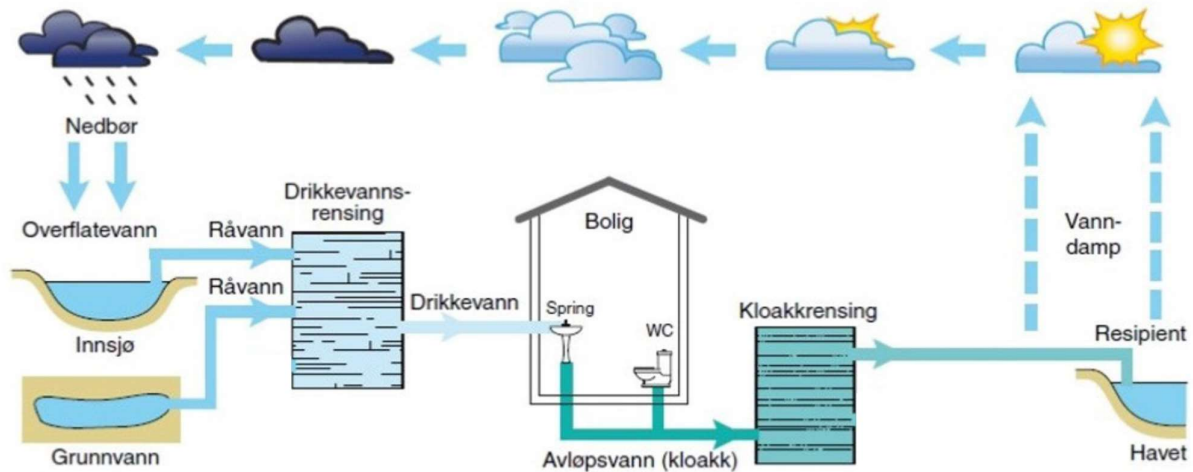 Nedbør
Drikkevanns-
rensing
Bolig
Vann-
damp
Overflatevann
Råvann
Råvann
Drikkevann
Spring
WC
Kloakkrensing
Resipient
Innsjø
Grunnvann
Avløpsvann (kloakk)
Havet